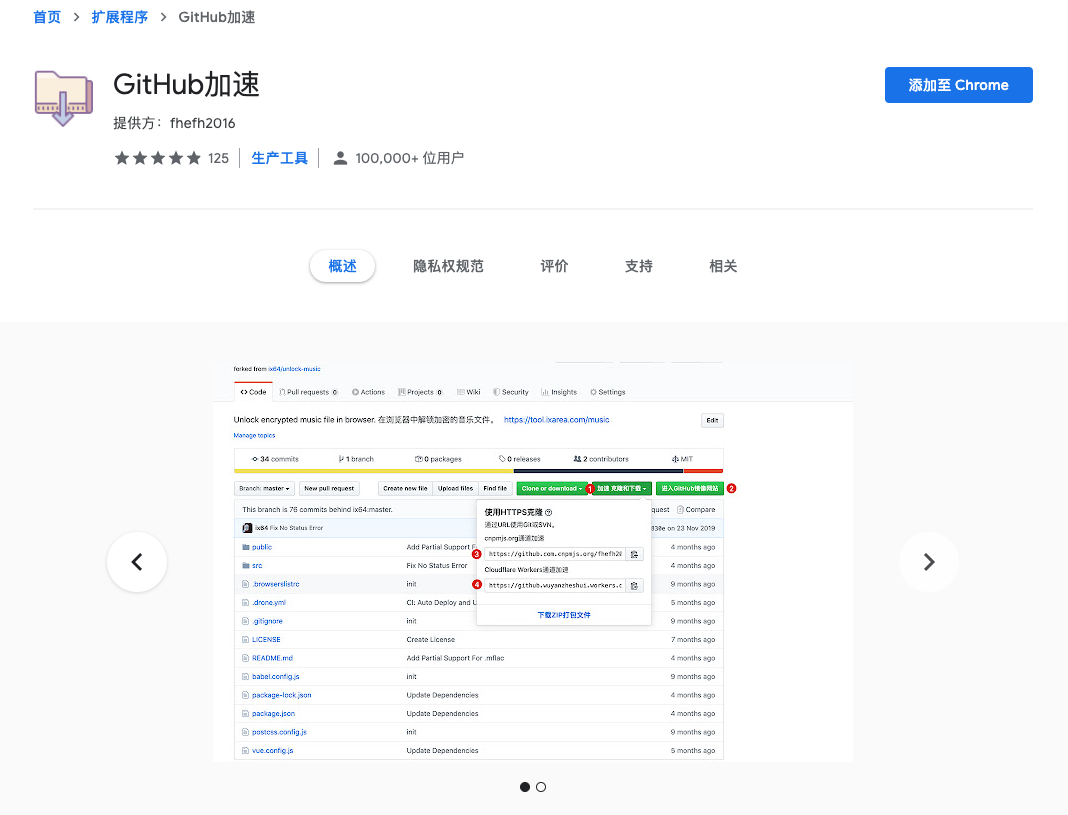 首页 > 扩展程序 > GitHub加速
GitHub加速
添加至 Chrome
提供方： fhefh2016
125 生产工具 100,000+ 位用户
概述 隐私权规范 评价 支持 相关
forked from ix64/unlock-music
Code Pull requests 0 Actions Projects 0 Wiki Security Insights Settings
Unlock encrypted music file in browser. 在浏览器中解锁加密的音乐文件。 https://tool.ixarea.com/music Edit
Manage topics
34 commits 1 branch 0 packages 0 releases 2 contributors MIT
Branch: master New pull request Create new file Upload files Find file Clone or download 1 加速 克隆和下载 进入GitHub镜像网站 2
This branch is 76 commits behind ix64:master. quest Compare
ix64 Fix No Status Error 836e on 23 Nov 2019
使用HTTPS克隆
通过URL使用Git或SVN。
cnpmjs.org通道加速
3 https://github.com.cnpmjs.org/fhefh20
Cloudflare Workers通道加速
4 https://github.wuyanzheshui.workers.c
下载ZIP打包文件
public Add Partial Support F 4 months ago
src Fix No Status Error 4 months ago
.browserslistrc init 9 months ago
.drone.yml CI: Auto Deploy and U 5 months ago
.gitignore init 9 months ago
LICENSE Create License 7 months ago
README.md Add Partial Support For .mflac 4 months ago
babel.config.js init 9 months ago
package-lock.json Update Dependencies 4 months ago
package.json Update Dependencies 4 months ago
postcss.config.js init 9 months ago
vue.config.js Update Dependencies 5 months ago